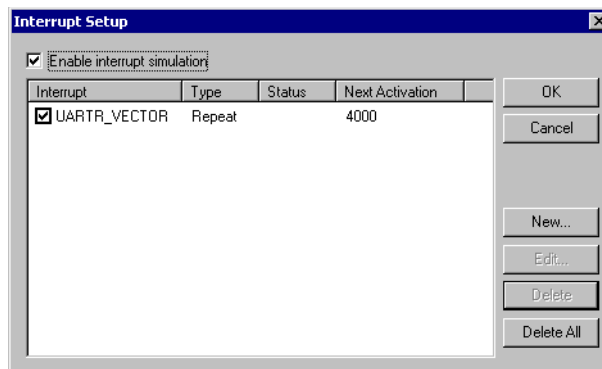 Interrupt Setup
Enable interrupt simulation
Interrupt Type Status Next Activation
UARTR_VECTOR Repeat 4000
OK
Cancel
New...
Edit...
Delete
Delete All